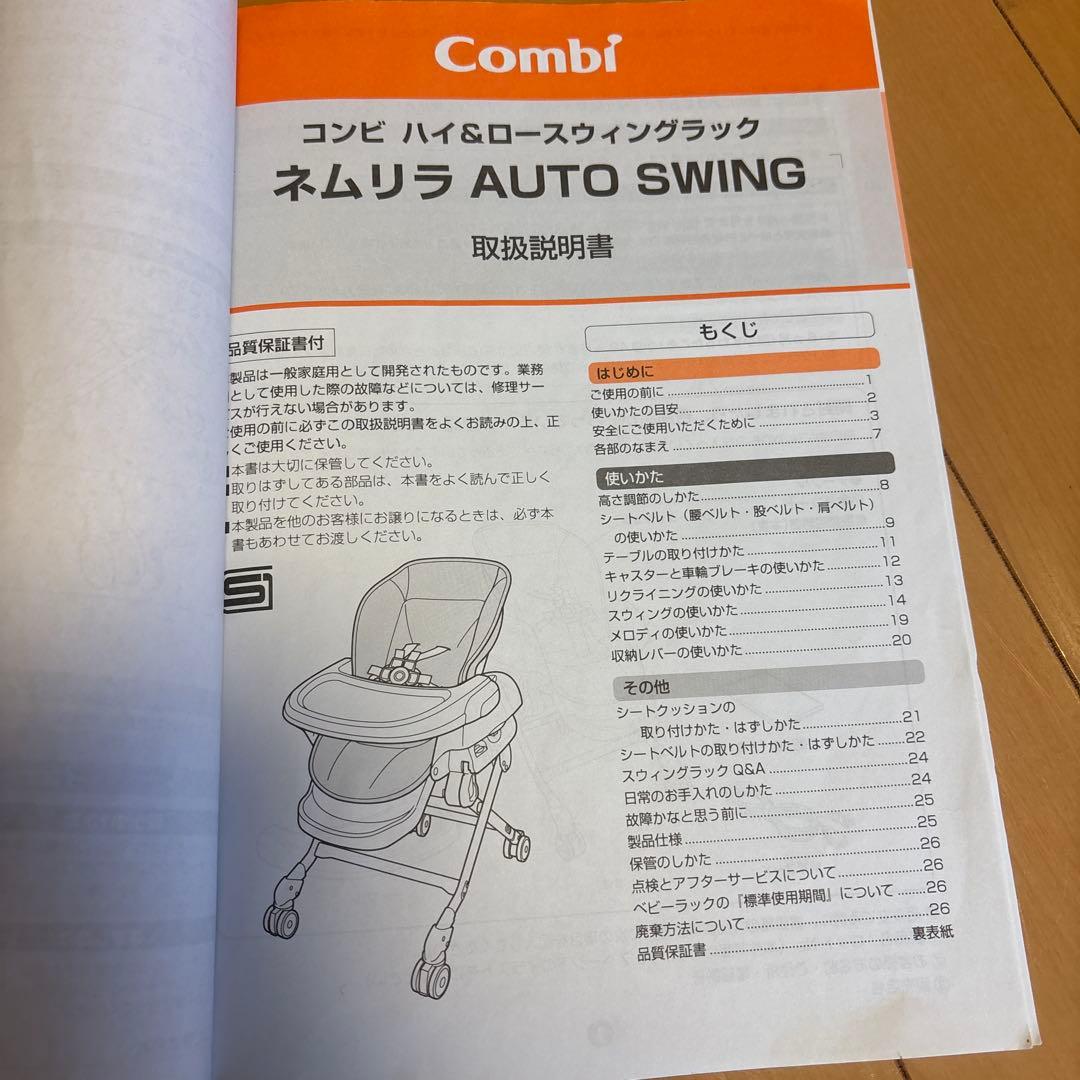 Combi
コンビ ハイ&ロースウィングラック
ネムリラ AUTO SWING
取扱説明書
品質保証書付
製品は一般家庭用として開発されたものです。業務
として使用した際の故障などについては、修理サー
スが行えない場合があります。
使用の前に必ずこの取扱説明書をよくお読みの上、正
くご使用ください。
■本書は大切に保管してください。
■取りはずしてある部品は、本書をよく読んで正しく
取り付けてください。
■本製品を他のお客様にお譲りになるときは、必ず本
書もあわせてお渡しください。
S
もくじ
はじめに
ご使用の前に 1
使いかたの目安 2
安全にご使用いただくために 3
各部のなまえ 7
使いかた
高さ調節のしかた 8
シートベルト（腰ベルト・股ベルト・肩ベルト）
の使いかた 9
テーブルの取り付けかた 11
キャスターと車輪ブレーキの使いかた 12
リクライニングの使いかた 13
スウィングの使いかた 14
メロディの使いかた 19
収納レバーの使いかた 20
その他
シートクッションの
取り付けかた・はずしかた 21
シートベルトの取り付けかた・はずしかた 22
スウィングラック Q&A 24
日常のお手入れのしかた 24
故障かなと思う前に 25
製品仕様 25
保管のしかた 26
点検とアフターサービスについて 26
ベビーラックの『標準使用期間』について 26
廃棄方法について 26
品質保証書 裏表紙